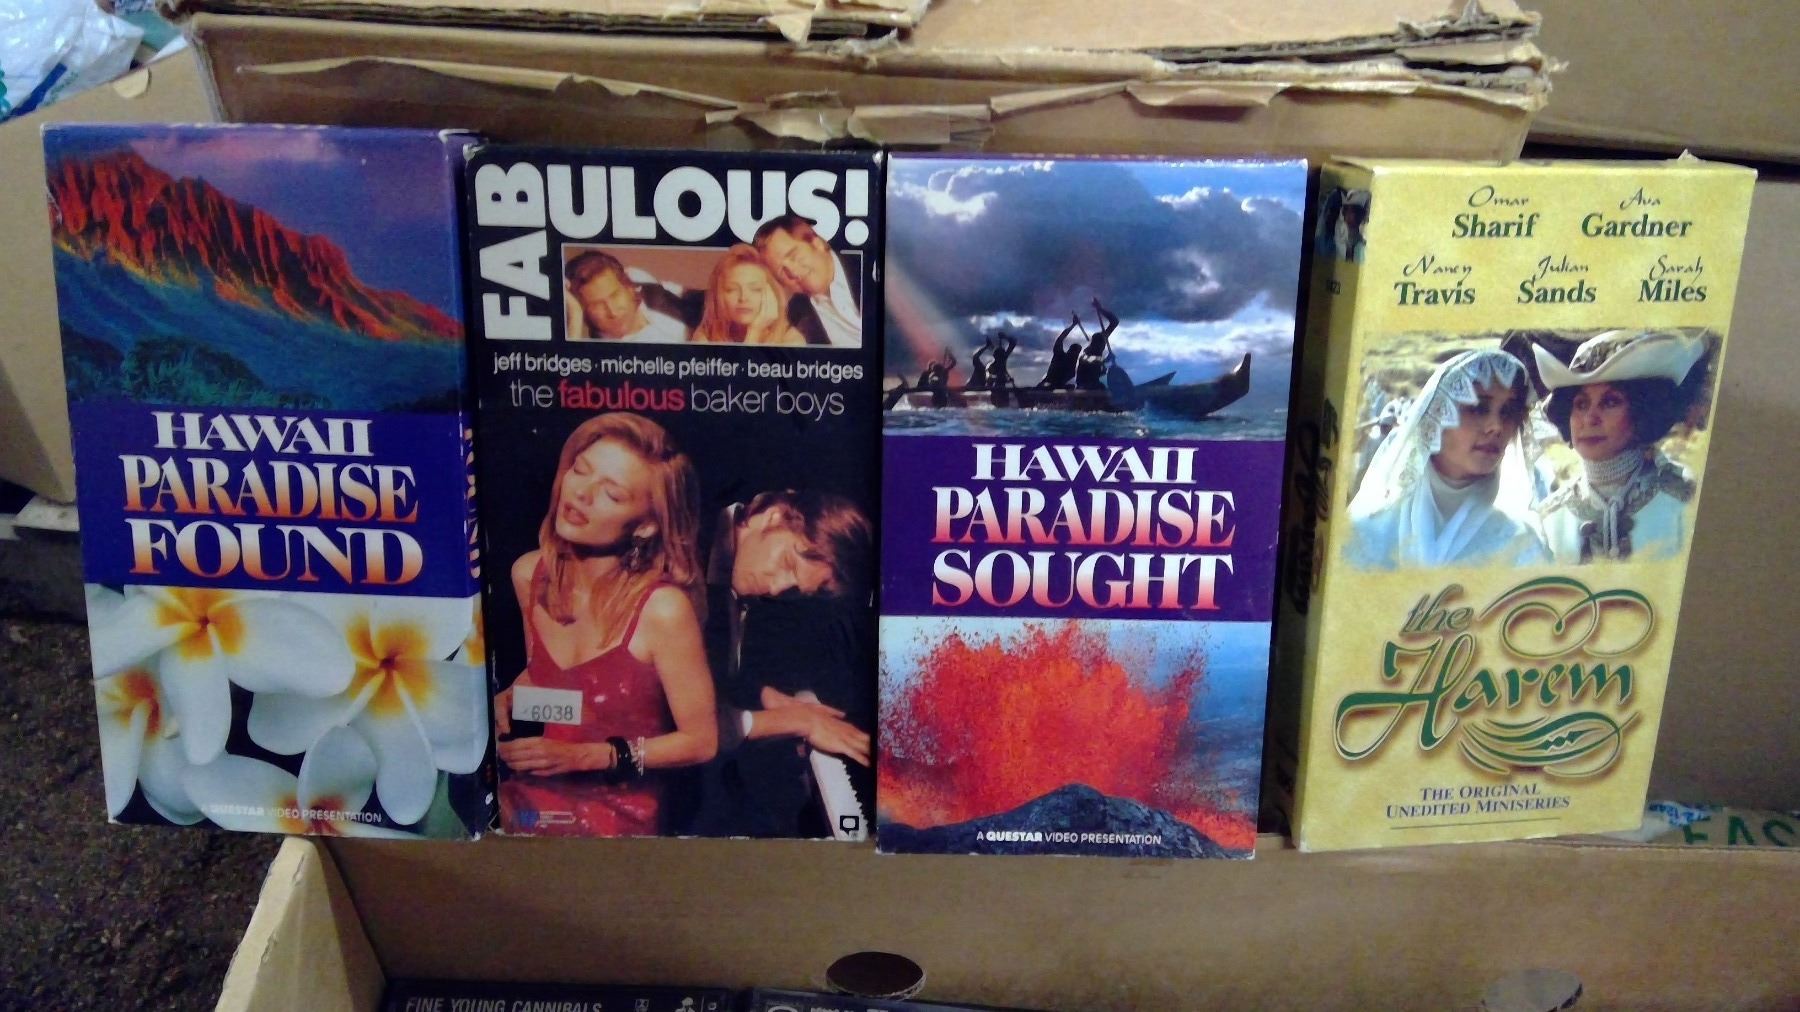 HAWAII
PARADISE
FOUND
A QUESTAR VIDEO PRESENTATION
FABULOUS!
jeff bridges · michelle pfeiffer · beau bridges
the fabulous baker boys
6038
HAWAII
PARADISE
SOUGHT
A QUESTAR VIDEO PRESENTATION
Omar Sharif
Ava Gardner
Nancy Travis
Julian Sands
Sarah Miles
the
Harem
THE ORIGINAL
UNEDITED MINISERIES
FINE YOUNG CANNIBALS